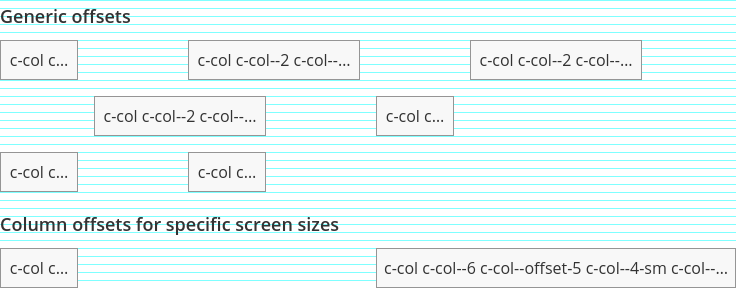 Generic offsets
c-col c... c-col c-col--2 c-col--... c-col c-col--2 c-col--...
c-col c-col--2 c-col--... c-col c...
c-col c... c-col c...
Column offsets for specific screen sizes
c-col c... c-col c-col--6 c-col--offset-5 c-col--4-sm c-col--...